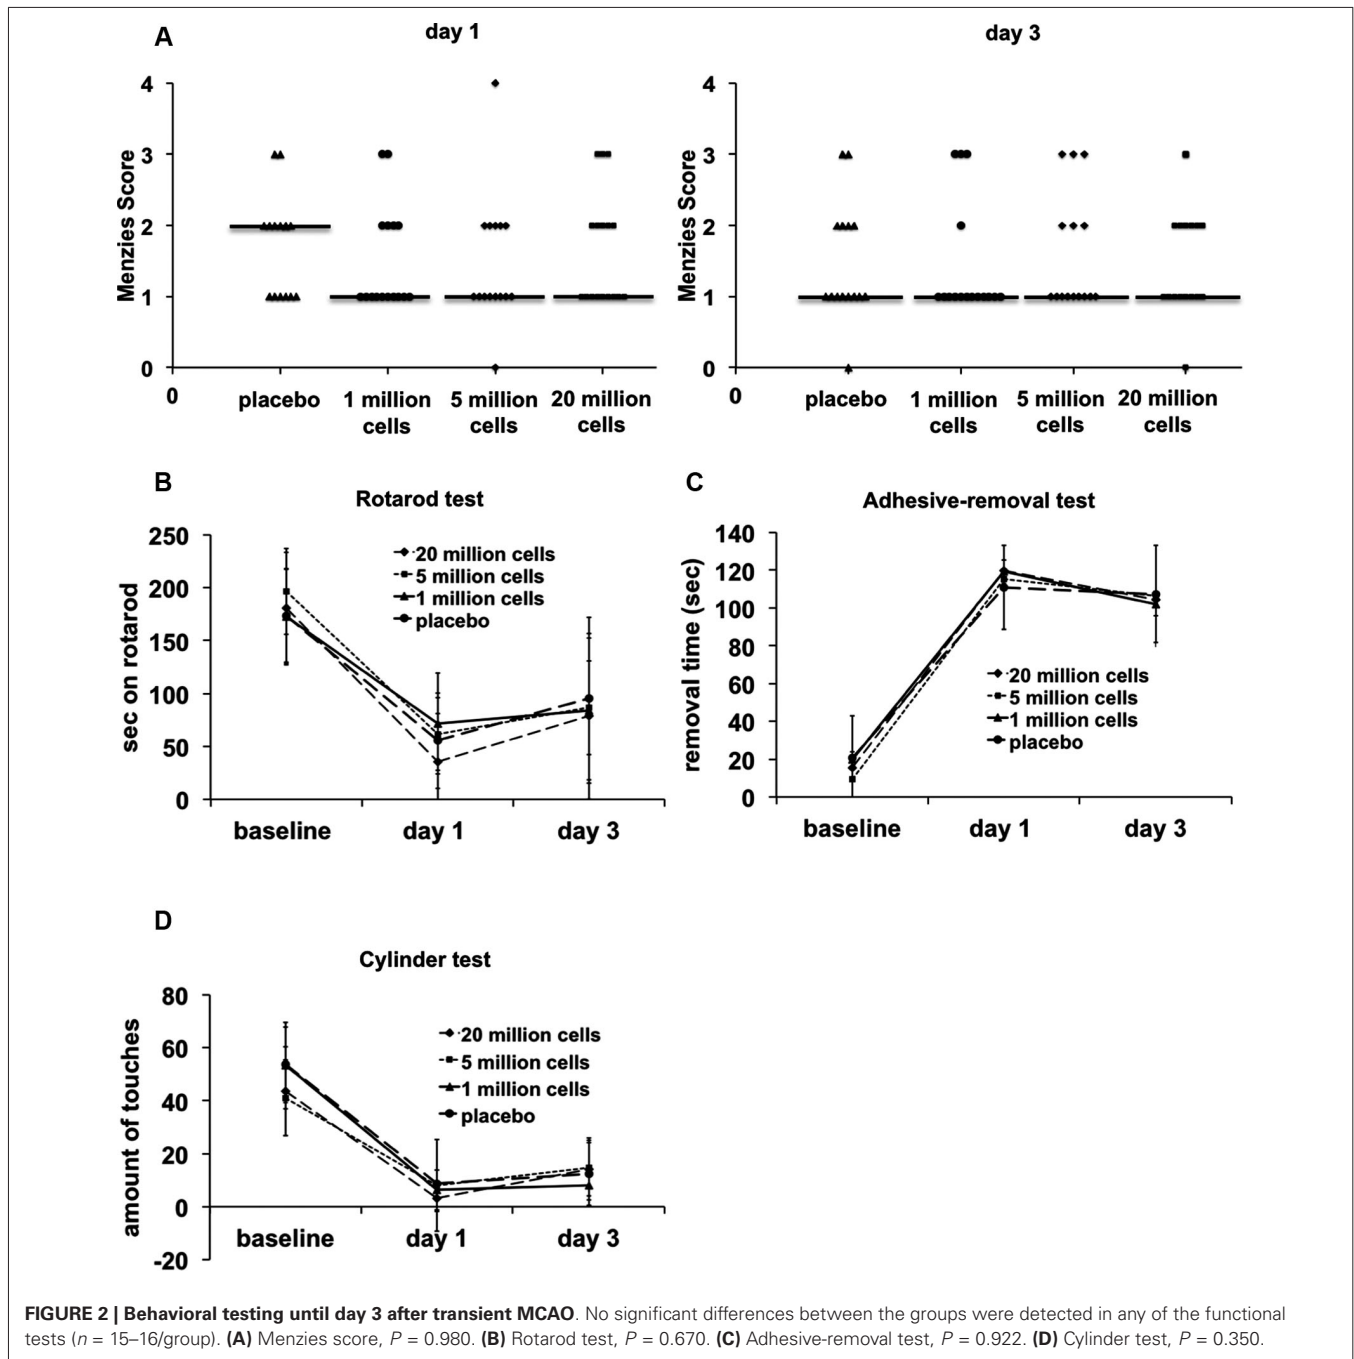 A
day 1
day 3
4
3
2
1
0
Menzies Score
0
placebo
1 million
cells
5 million
cells
20 million
cells
4
3
2
1
0
Menzies Score
0
placebo
1 million
cells
5 million
cells
20 million
cells
B
Rotarod test
250
200
150
100
50
0
sec on rotarod
20 million cells
5 million cells
1 million cells
placebo
baseline
day 1
day 3
C
Adhesive-removal test
140
120
100
80
60
40
20
0
removal time (sec)
20 million cells
5 million cells
1 million cells
placebo
baseline
day 1
day 3
D
Cylinder test
80
60
40
20
0
-20
amount of touches
20 million cells
5 million cells
1 million cells
placebo
baseline
day 1
day 3
FIGURE 2 | Behavioral testing until day 3 after transient MCAO. No significant differences between the groups were detected in any of the functional
tests (n = 15–16/group). (A) Menzies score, P = 0.980. (B) Rotarod test, P = 0.670. (C) Adhesive-removal test, P = 0.922. (D) Cylinder test, P = 0.350.